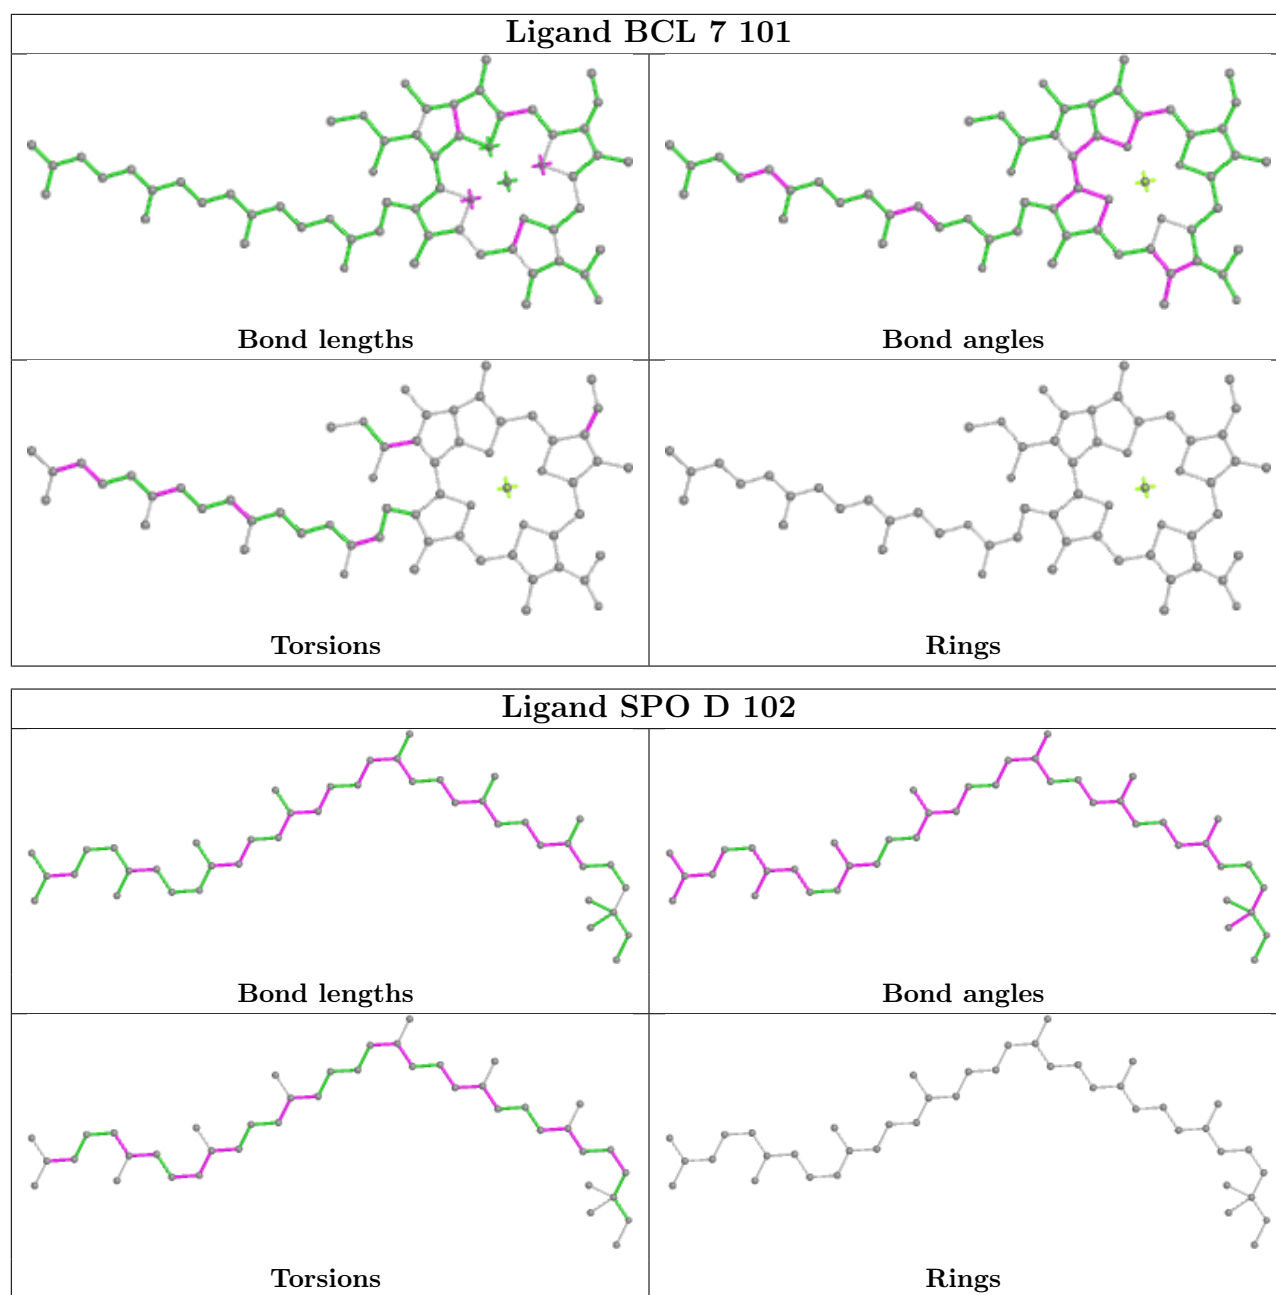 Ligand BCL 7 101
Bond lengths
Bond angles
Torsions
Rings
Ligand SPO D 102
Bond lengths
Bond angles
Torsions
Rings